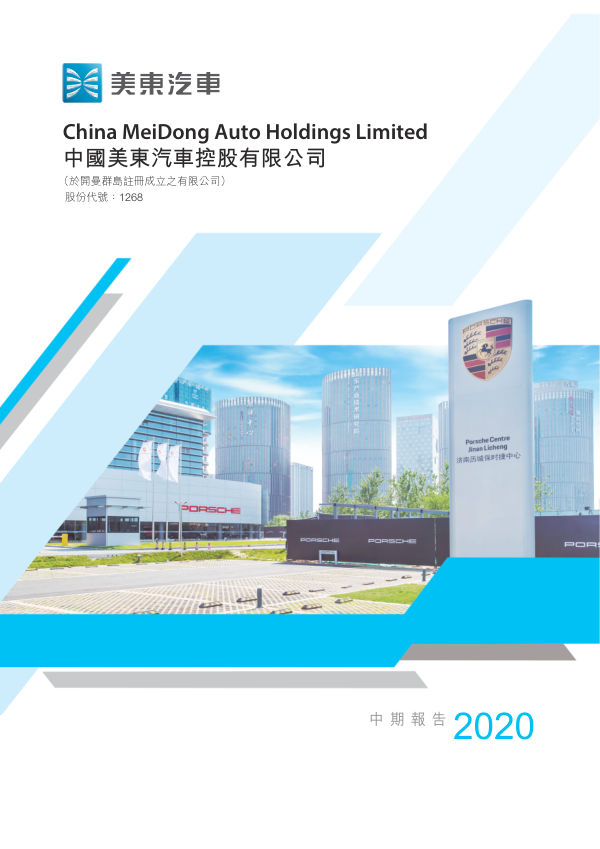 美東汽車
China MeiDong Auto Holdings Limited
中國美東汽車控股有限公司
（於開曼群島註冊成立之有限公司）
股份代號：1268
PORSCHE
Porsche Centre
Jinan Licheng
济南历城保时捷中心
PORSCHE
PORSCHE
PORSCHE
PORS
中期報告 2020